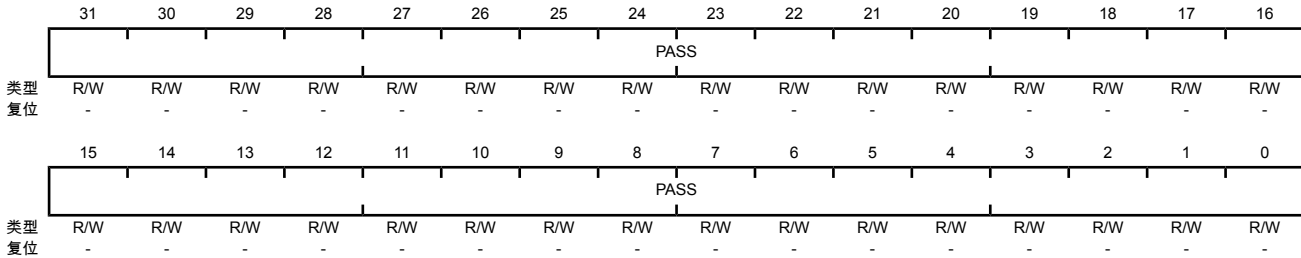 31 30 29 28 27 26 25 24 23 22 21 20 19 18 17 16
PASS
类型 R/W R/W R/W R/W R/W R/W R/W R/W R/W R/W R/W R/W R/W R/W R/W R/W
复位 - - - - - - - - - - - - - - - -
15 14 13 12 11 10 9 8 7 6 5 4 3 2 1 0
PASS
类型 R/W R/W R/W R/W R/W R/W R/W R/W R/W R/W R/W R/W R/W R/W R/W R/W
复位 - - - - - - - - - - - - - - - -